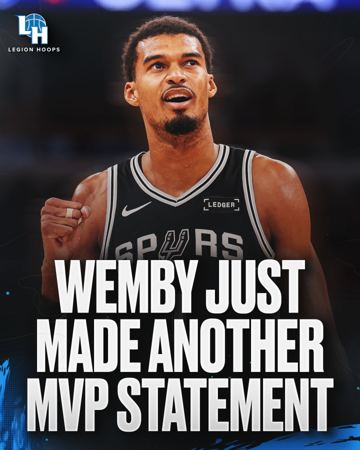 LH
LEGION HOOPS
LEDGER
SPURS
WEMBY JUST
MADE ANOTHER
MVP STATEMENT